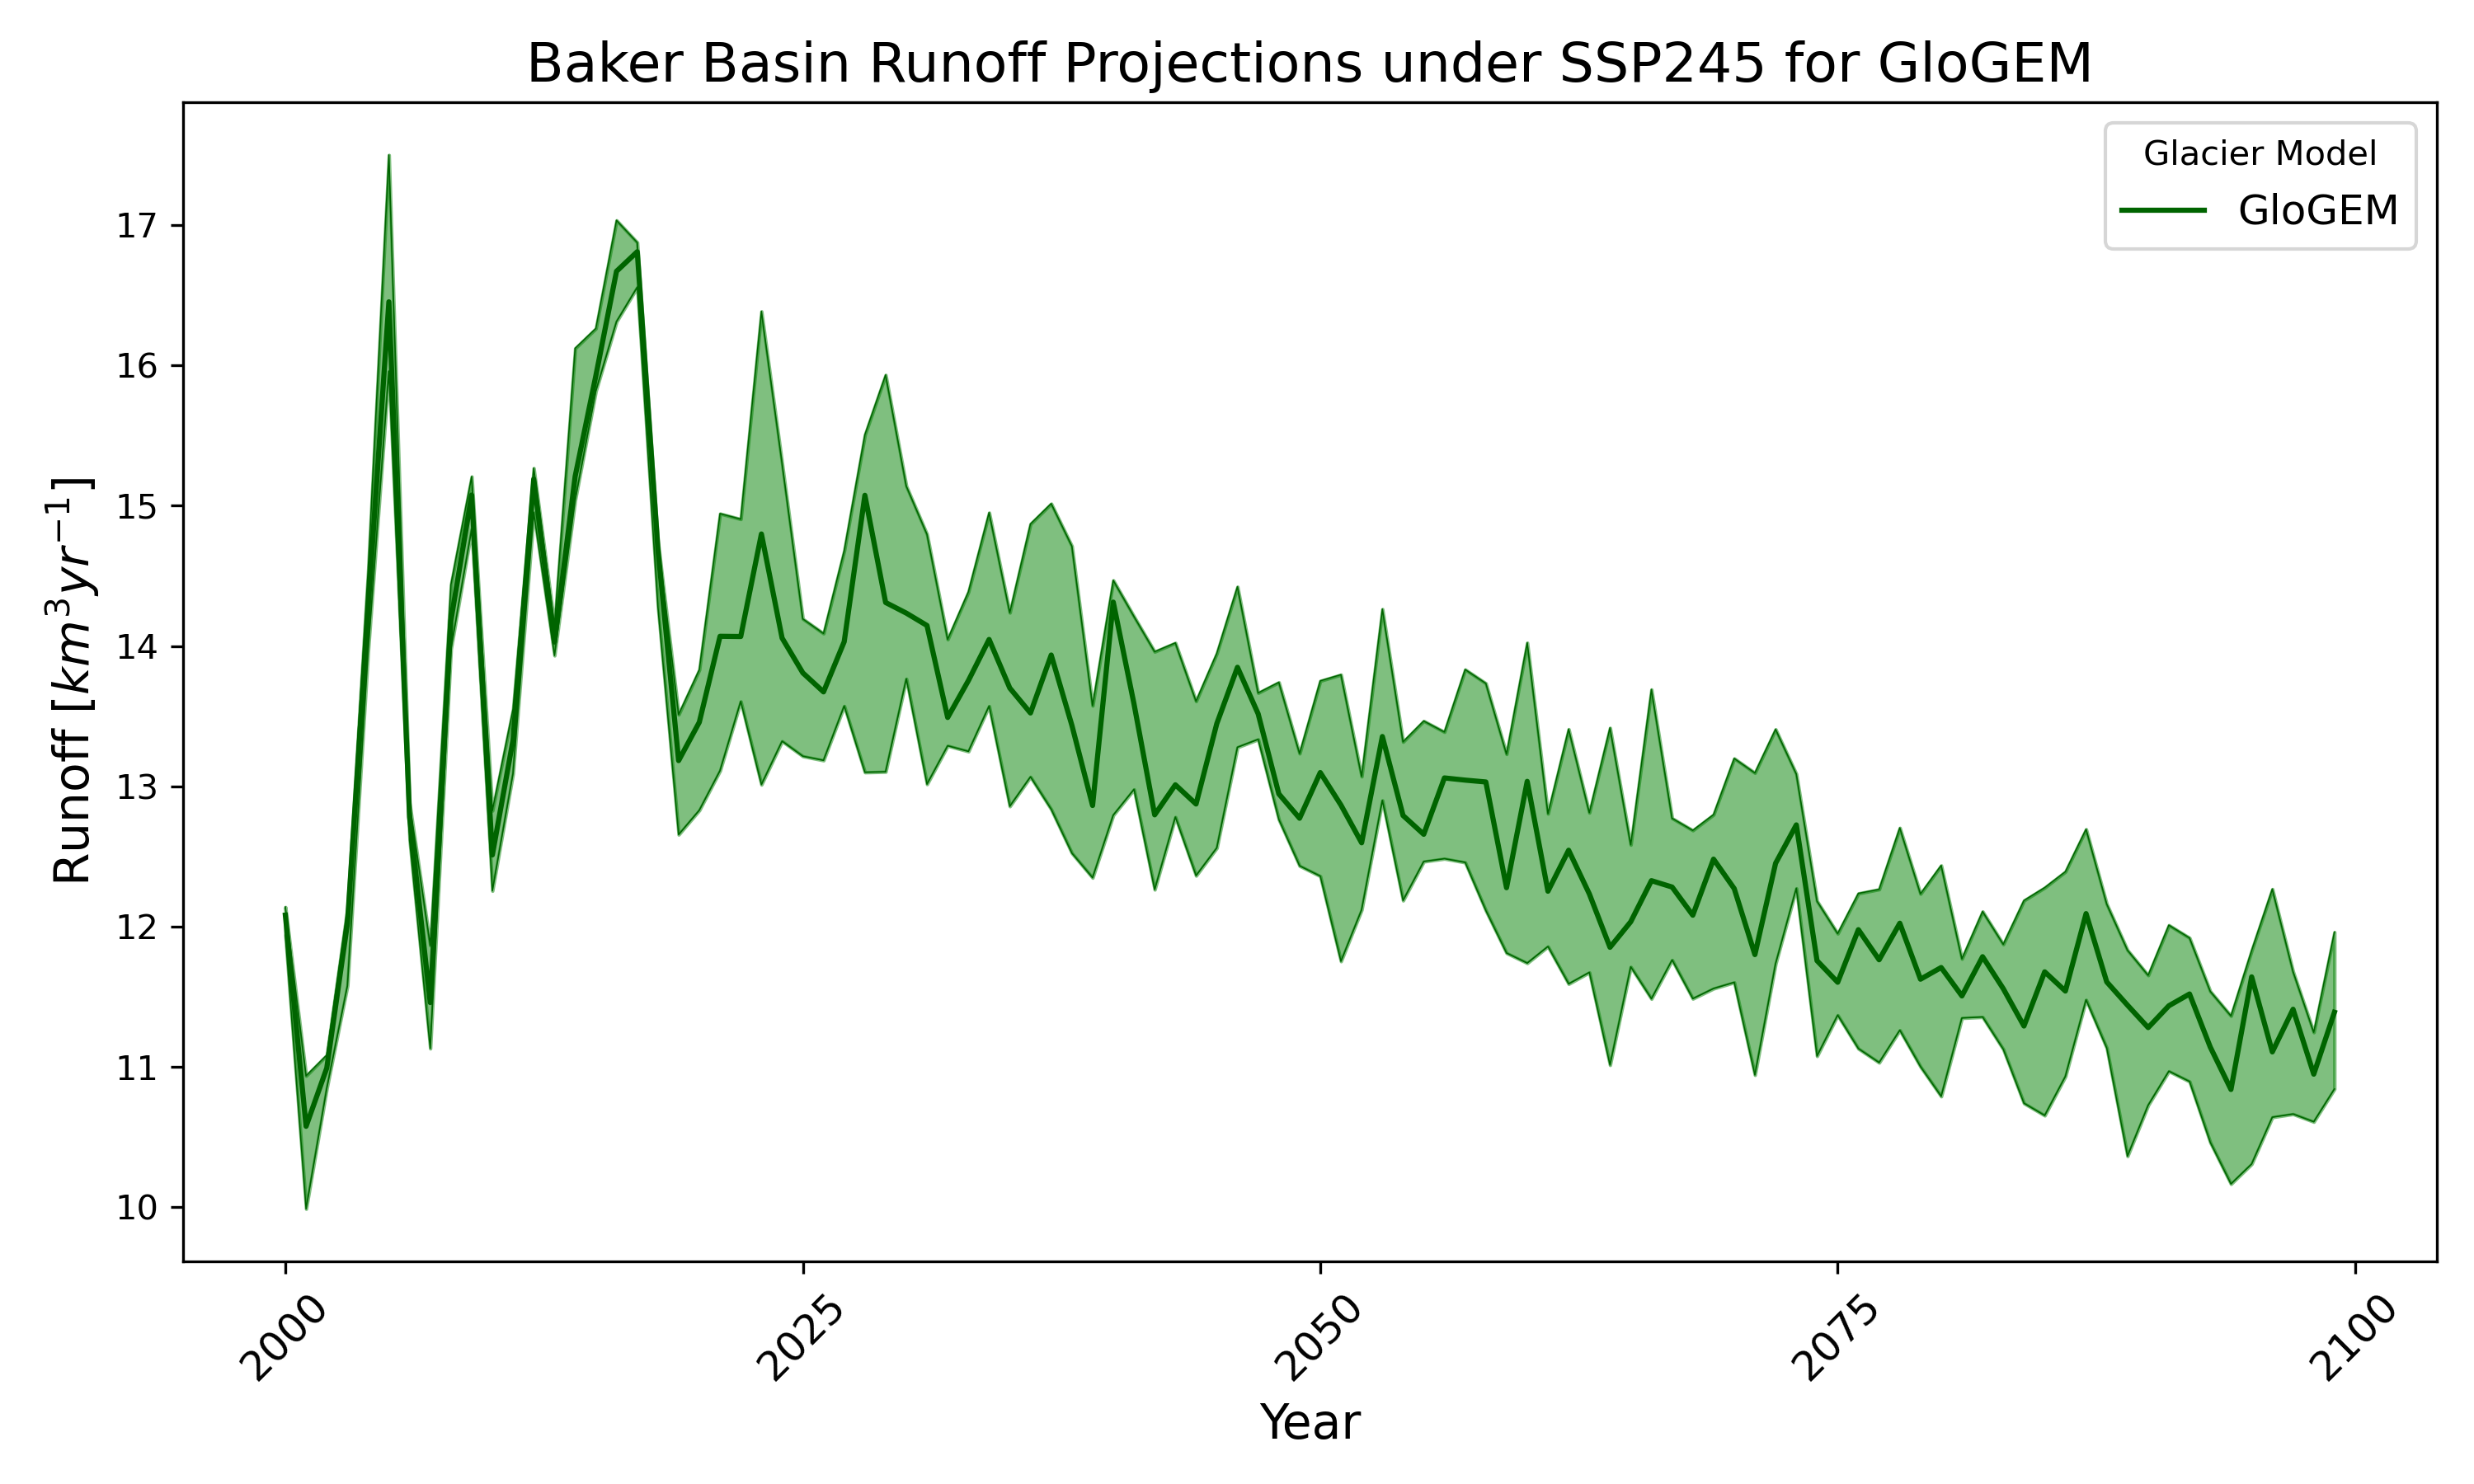 Baker Basin Runoff Projections under SSP245 for GloGEM
Glacier Model
GloGEM
Runoff [km³yr⁻¹]
17
16
15
14
13
12
11
10
2000
2025
2050
2075
2100
Year